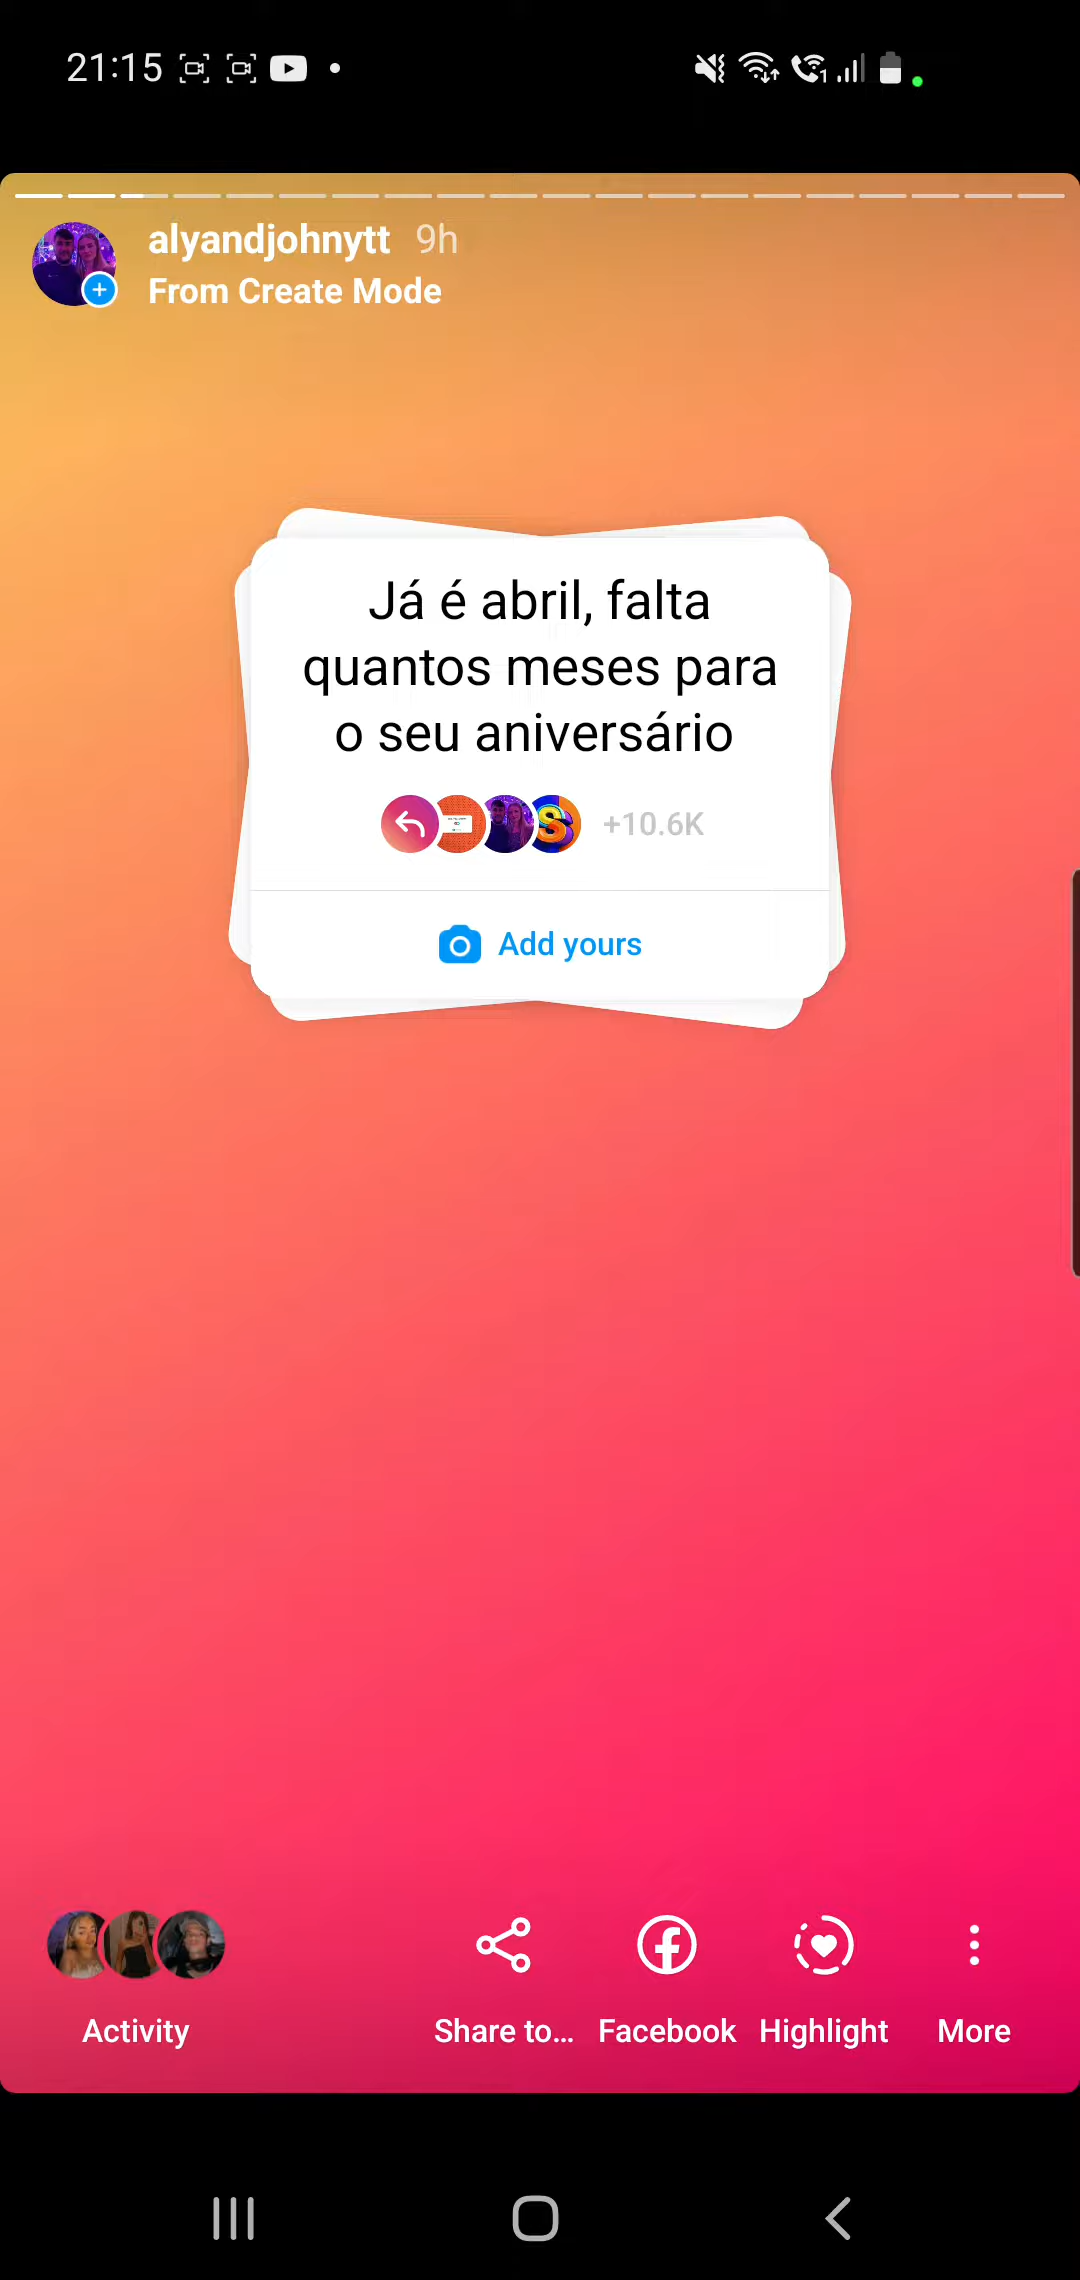 21:15
alyandjohnytt 9h
From Create Mode
Já é abril, falta
quantos meses para
o seu aniversário
+10.6K
Add yours
Activity
Share to...
Facebook
Highlight
More